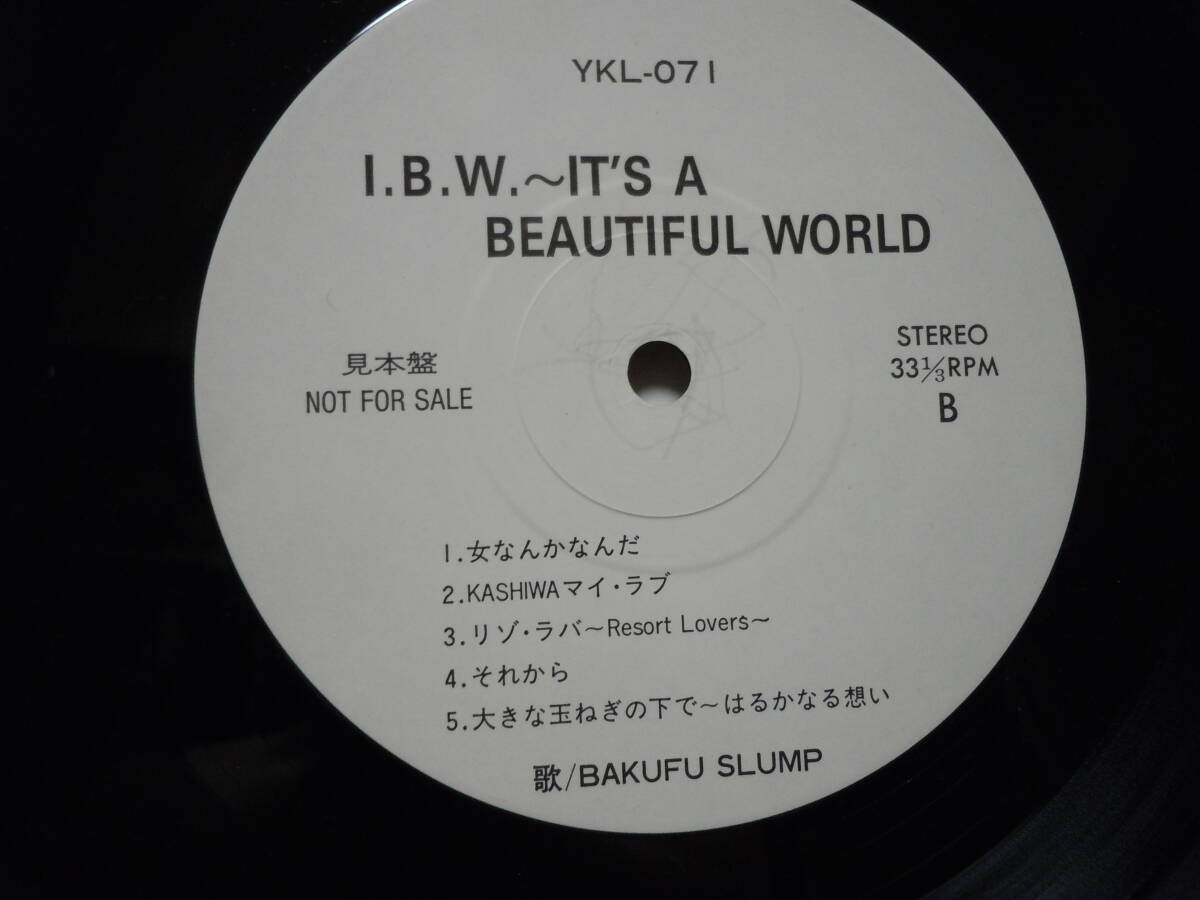 YKL-071
I.B.W.〜IT'S A
BEAUTIFUL WORLD
見本盤
NOT FOR SALE
STEREO
33⅓RPM
B
1.女なんかなんだ
2.KASHIWAマイ・ラブ
3.リゾ・ラバ〜Resort Lovers〜
4.それから
5.大きな玉ねぎの下で〜はるかなる想い
歌/BAKUFU SLUMP